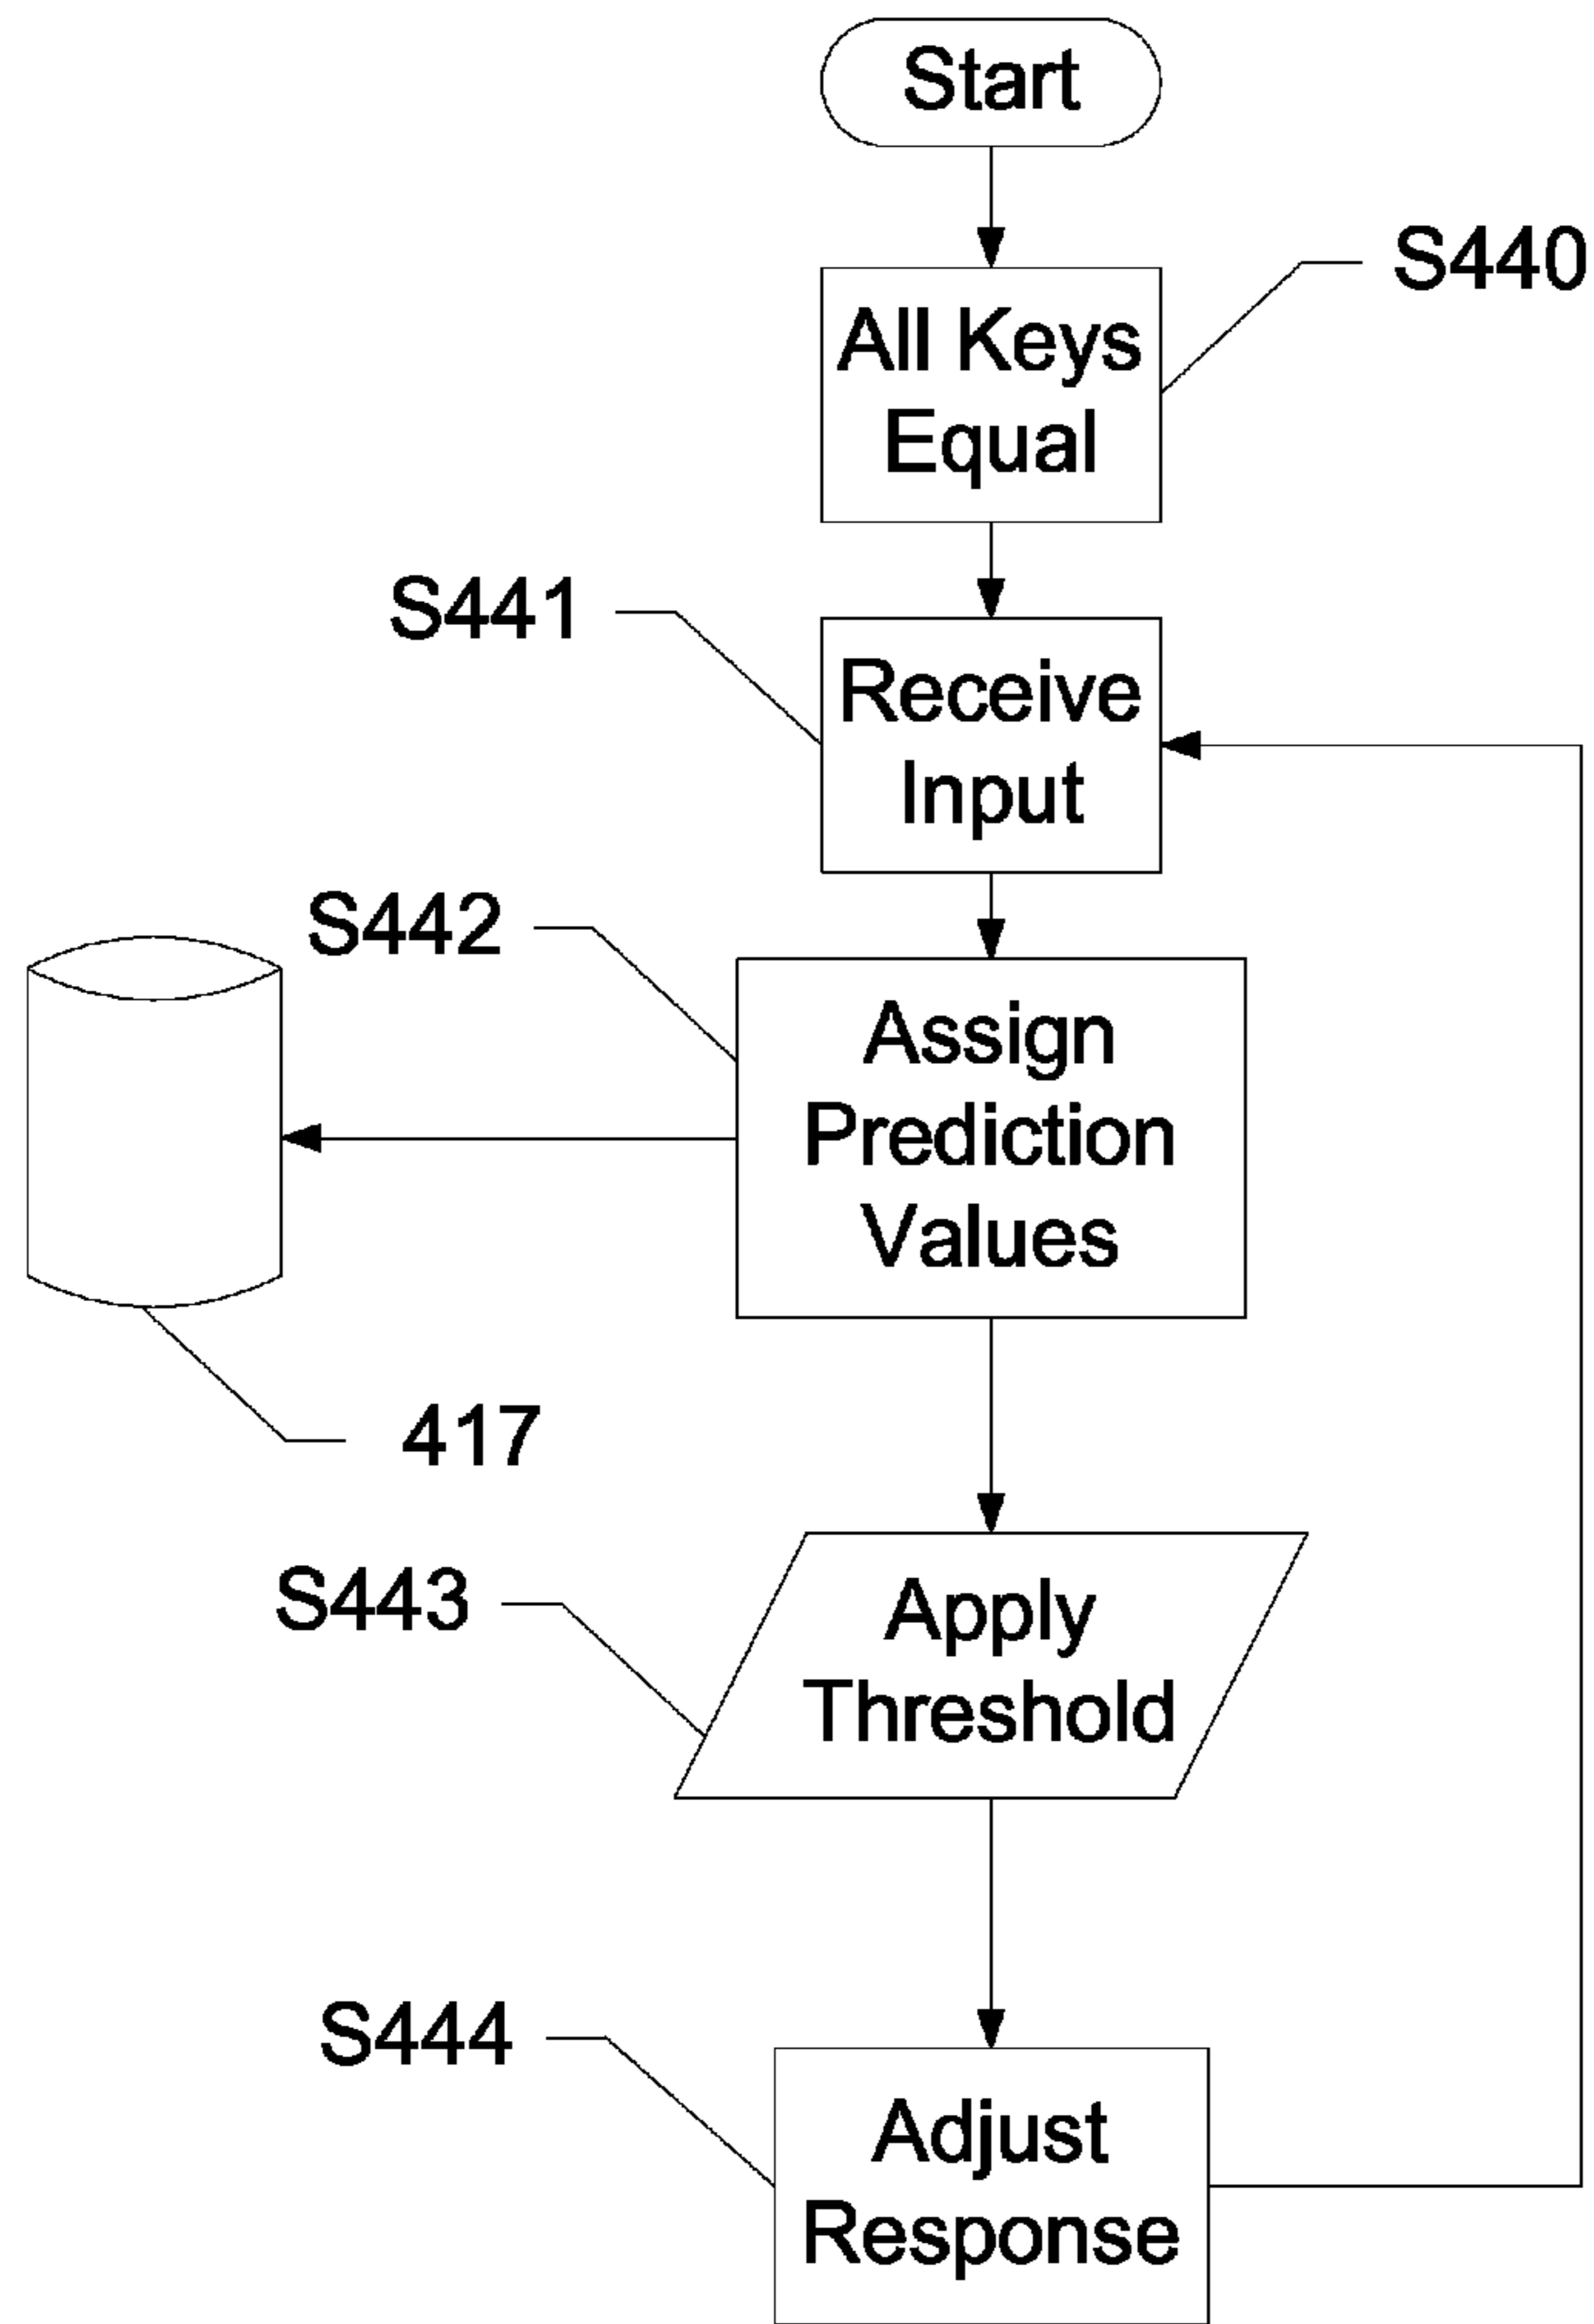 Start
S440
All Keys
Equal
S441
Receive
Input
S442
Assign
Prediction
Values
417
S443
Apply
Threshold
S444
Adjust
Response